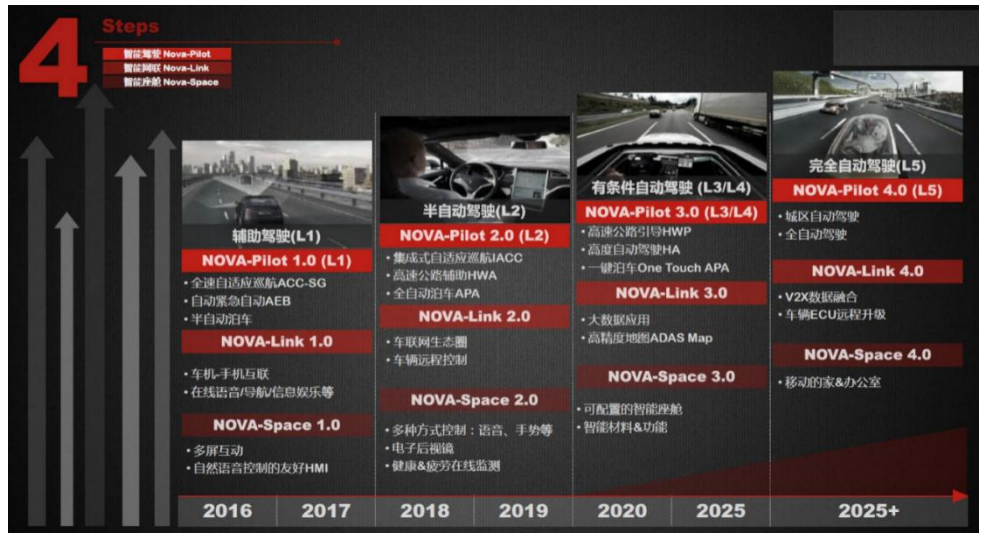 4
Steps
智能驾驶 Nova-Pilot
智能网联 Nova-Link
智能座舱 Nova-Space
辅助驾驶(L1)
NOVA-Pilot 1.0 (L1)
• 全速自适应巡航ACC-SG
• 自动紧急自动AEB
• 半自动泊车
NOVA-Link 1.0
• 车机-手机互联
• 在线语音/导航/信息娱乐等
NOVA-Space 1.0
• 多屏互动
• 自然语音控制的友好HMI
半自动驾驶(L2)
NOVA-Pilot 2.0 (L2)
• 集成式自适应巡航IACC
• 高速公路辅助HWA
• 全自动泊车APA
NOVA-Link 2.0
• 车联网生态圈
• 车辆远程控制
NOVA-Space 2.0
• 多种方式控制：语音、手势等
• 电子后视镜
• 健康&疲劳在线监测
有条件自动驾驶 (L3/L4)
NOVA-Pilot 3.0 (L3/L4)
• 高速公路引导HWP
• 高度自动驾驶HA
• 一键泊车One Touch APA
NOVA-Link 3.0
• 大数据应用
• 高精度地图ADAS Map
NOVA-Space 3.0
• 可配置的智能座舱
• 智能材料&功能
完全自动驾驶(L5)
NOVA-Pilot 4.0 (L5)
• 城区自动驾驶
• 全自动驾驶
NOVA-Link 4.0
• V2X数据融合
• 车辆ECU远程升级
NOVA-Space 4.0
• 移动的家&办公室
2016 2017 2018 2019 2020 2025 2025+